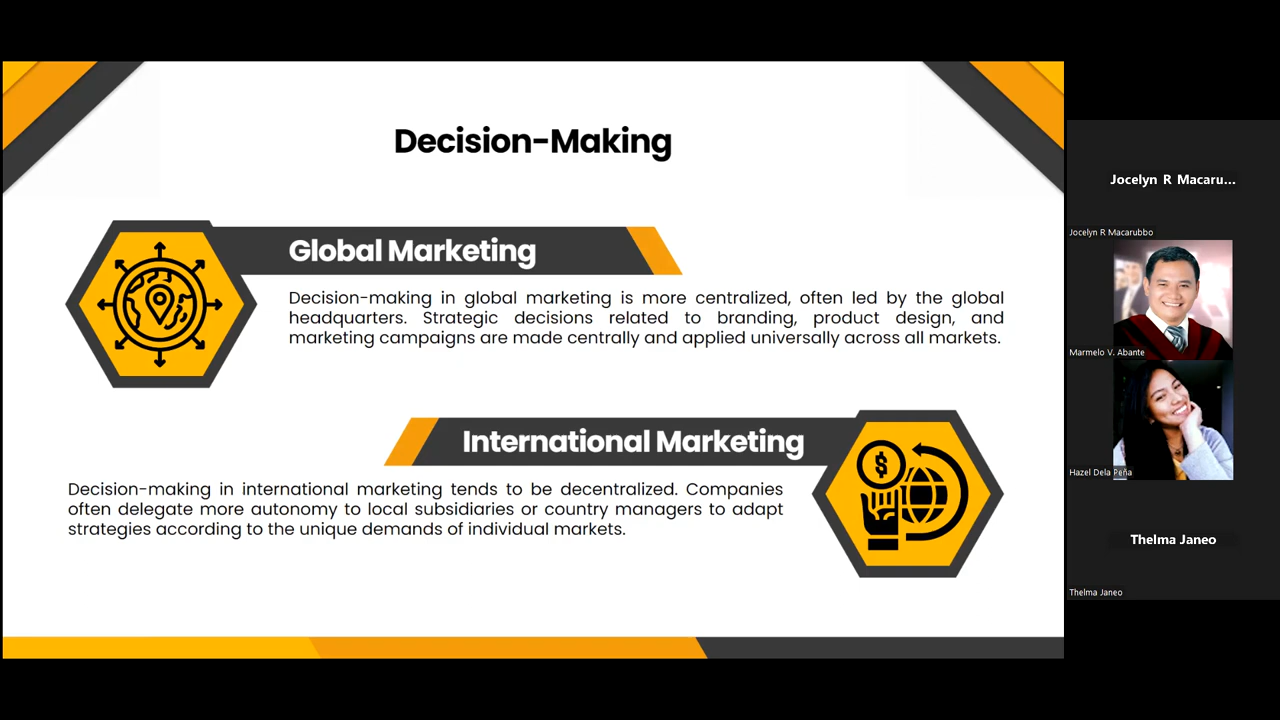 Decision-Making
Global Marketing
Decision-making in global marketing is more centralized, often led by the global
headquarters. Strategic decisions related to branding, product design, and
marketing campaigns are made centrally and applied universally across all markets.
International Marketing
Decision-making in international marketing tends to be decentralized. Companies
often delegate more autonomy to local subsidiaries or country managers to adapt
strategies according to the unique demands of individual markets.
$
Jocelyn R Macaru...
Jocelyn R Macarubbo
Marmelo V. Abante
Hazel Dela Peña
Thelma Janeo
Thelma Janeo